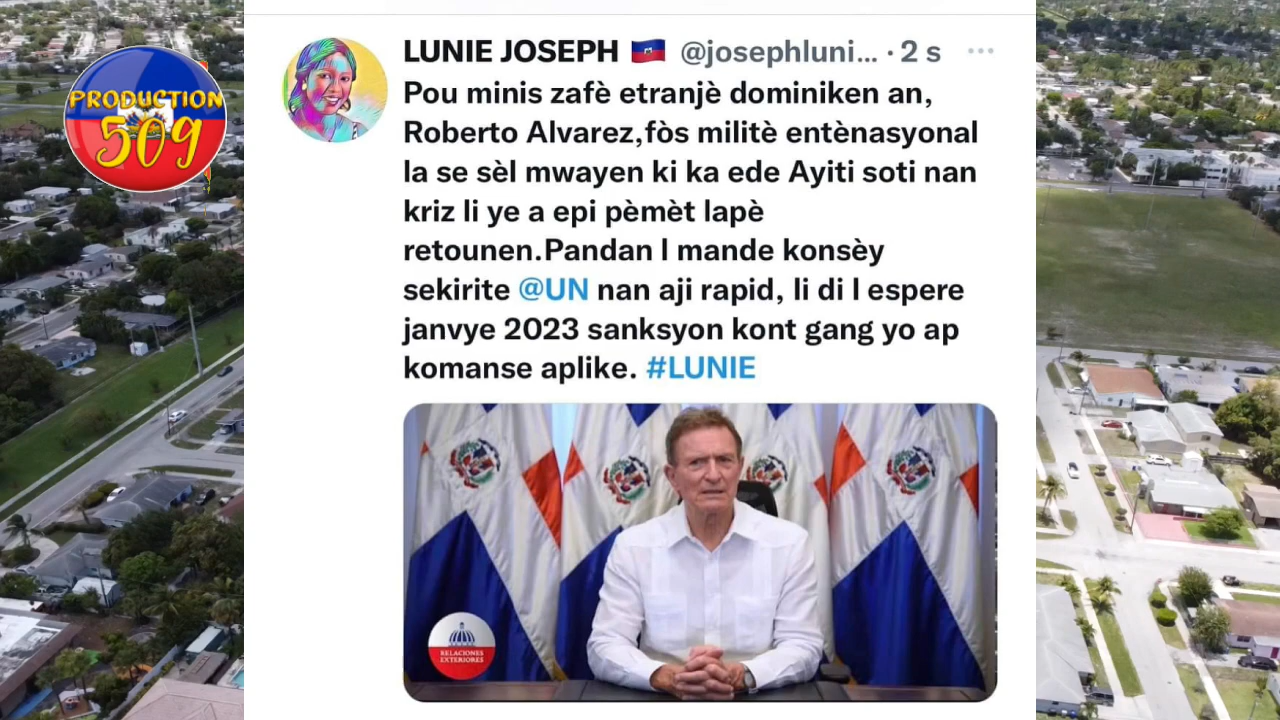 PRODUCTION
509
LUNIE JOSEPH 🇭🇹 @josephluni... · 2 s
Pou minis zafè etranjè dominiken an,
Roberto Alvarez,fòs militè entènasyonal
la se sèl mwayen ki ka ede Ayiti soti nan
kriz li ye a epi pèmèt lapè
retounen.Pandan l mande konsèy
sekirite @UN nan aji rapid, li di l espere
janvye 2023 sanksyon kont gang yo ap
komanse aplike. #LUNIE
RELACIONES
EXTERIORES